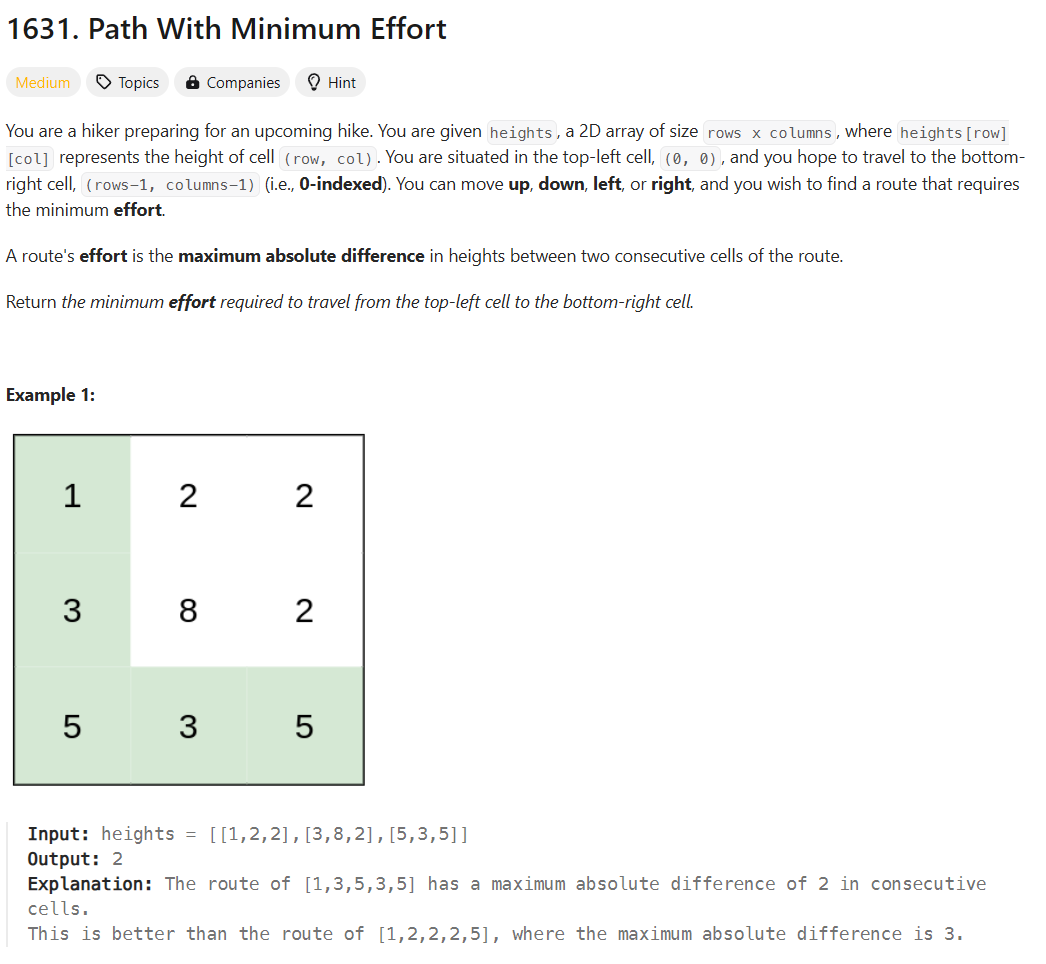 1631. Path With Minimum Effort
Medium Topics Companies Hint
You are a hiker preparing for an upcoming hike. You are given heights, a 2D array of size rows x columns, where heights[row]
[col] represents the height of cell (row, col). You are situated in the top-left cell, (0, 0), and you hope to travel to the bottom-
right cell, (rows-1, columns-1) (i.e., 0-indexed). You can move up, down, left, or right, and you wish to find a route that requires
the minimum effort.
A route's effort is the maximum absolute difference in heights between two consecutive cells of the route.
Return the minimum effort required to travel from the top-left cell to the bottom-right cell.
Example 1:
1 2 2
3 8 2
5 3 5
Input: heights = [[1,2,2],[3,8,2],[5,3,5]]
Output: 2
Explanation: The route of [1,3,5,3,5] has a maximum absolute difference of 2 in consecutive
cells.
This is better than the route of [1,2,2,2,5], where the maximum absolute difference is 3.